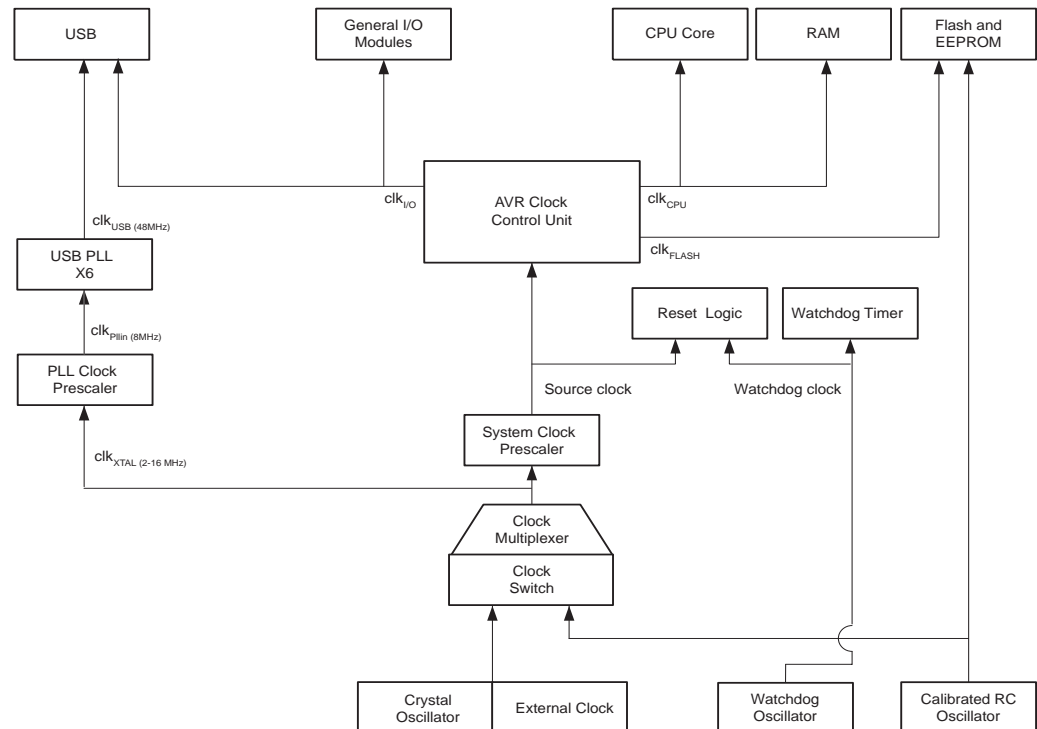 USB
General I/O
Modules
CPU Core
RAM
Flash and
EEPROM
AVR Clock
Control Unit
clkI/O
clkCPU
clkFLASH
clkUSB (48MHz)
USB PLL
X6
clkPllin (8MHz)
PLL Clock
Prescaler
Reset Logic
Watchdog Timer
Source clock
Watchdog clock
System Clock
Prescaler
clkXTAL (2-16 MHz)
Clock
Multiplexer
Clock
Switch
Crystal
Oscillator
External Clock
Watchdog
Oscillator
Calibrated RC
Oscillator